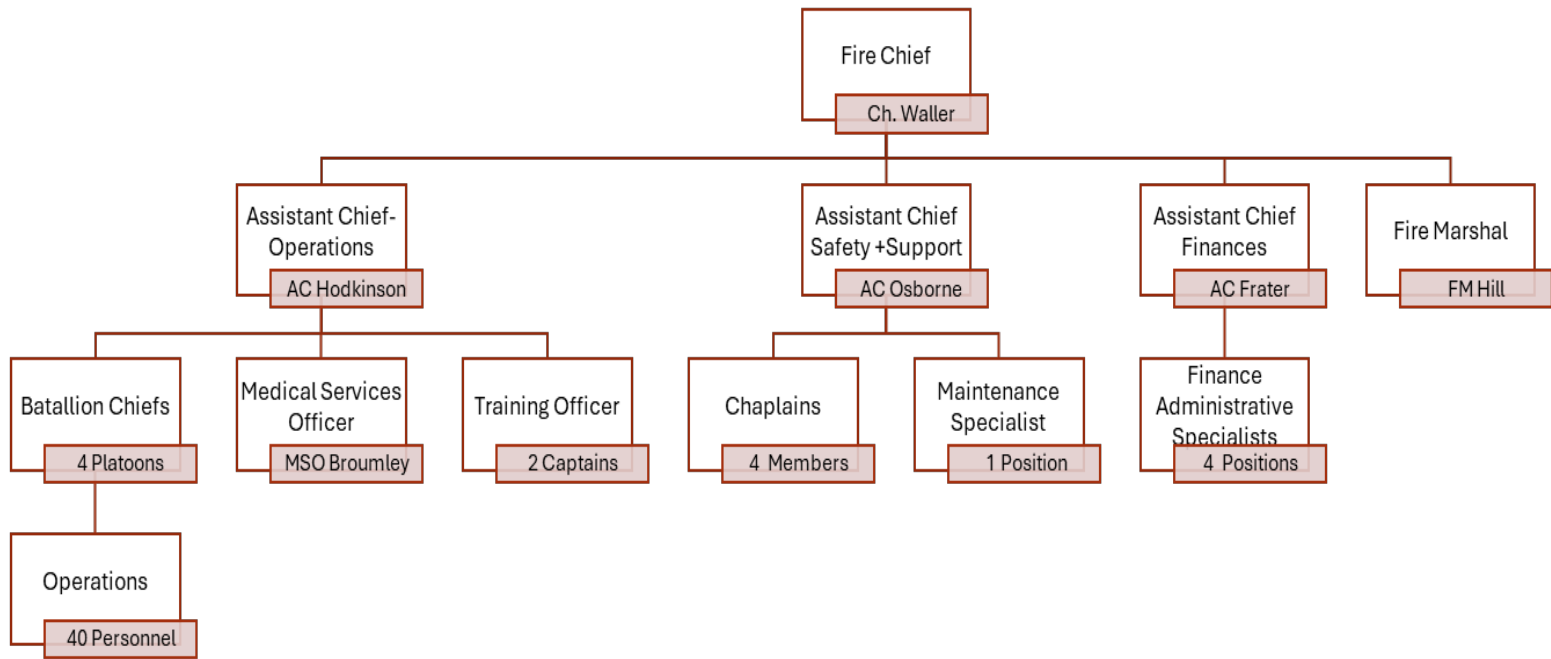 Fire Chief
Ch. Waller
Assistant Chief-
Operations
AC Hodkinson
Assistant Chief
Safety +Support
AC Osborne
Assistant Chief
Finances
AC Frater
Fire Marshal
FM Hill
Batallion Chiefs
4 Platoons
Medical Services
Officer
MSO Broumley
Training Officer
2 Captains
Chaplains
4 Members
Maintenance
Specialist
1 Position
Finance
Administrative
Specialists
4 Positions
Operations
40 Personnel